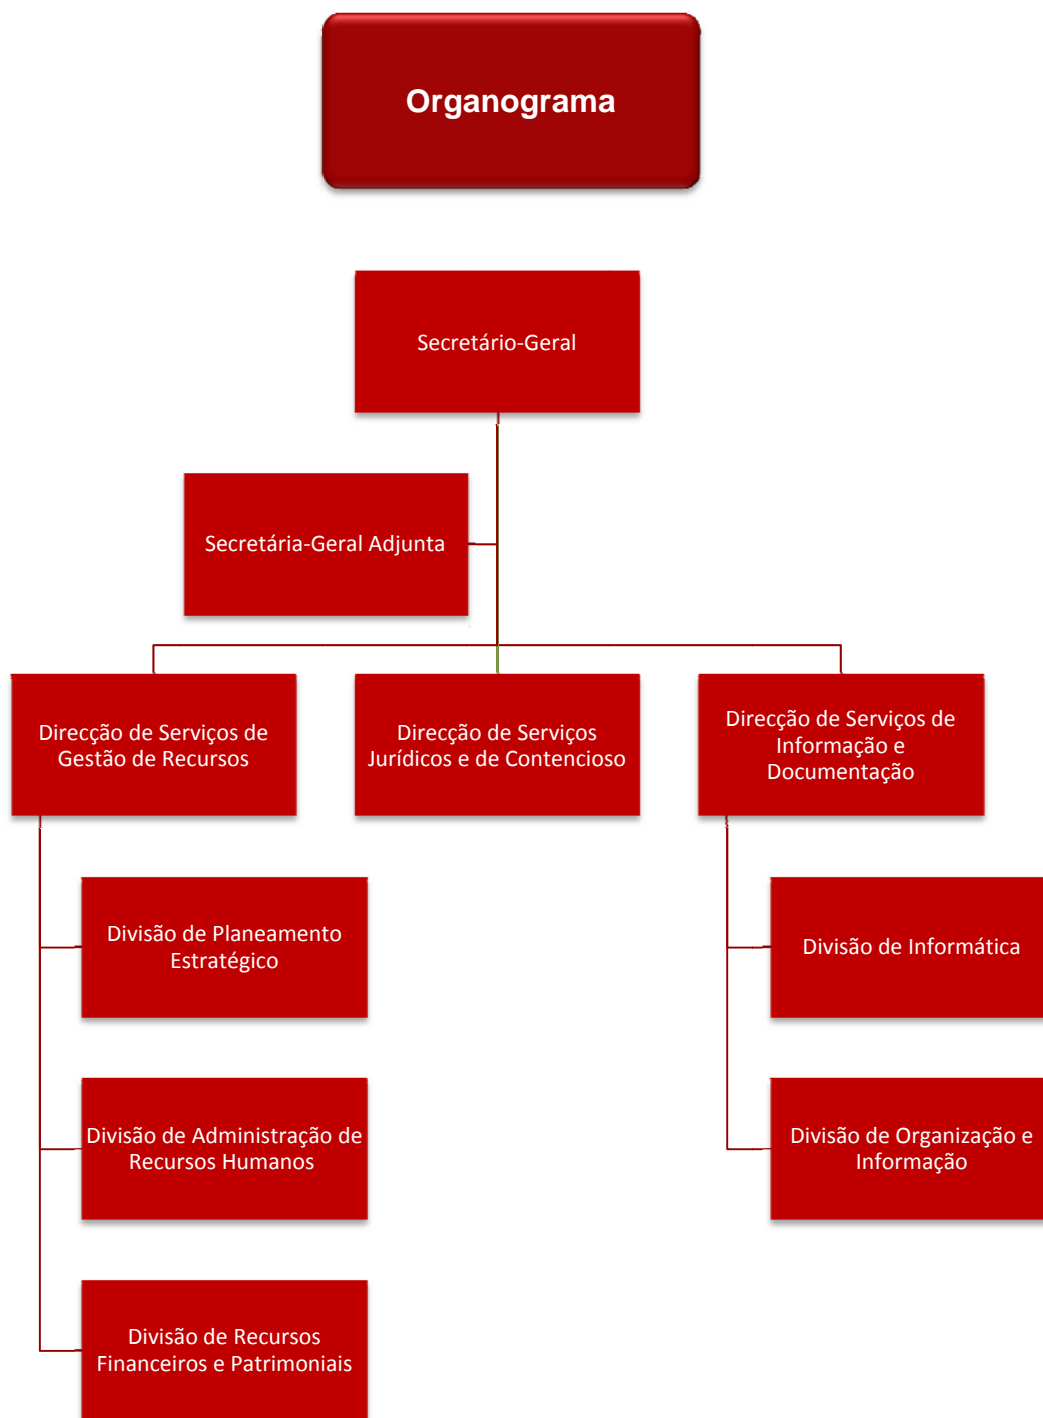 Organograma
Secretário-Geral
Secretária-Geral Adjunta
Direcção de Serviços de
Gestão de Recursos
Direcção de Serviços
Jurídicos e de Contencioso
Direcção de Serviços de
Informação e
Documentação
Divisão de Planeamento
Estratégico
Divisão de Informática
Divisão de Administração de
Recursos Humanos
Divisão de Organização e
Informação
Divisão de Recursos
Financeiros e Patrimoniais